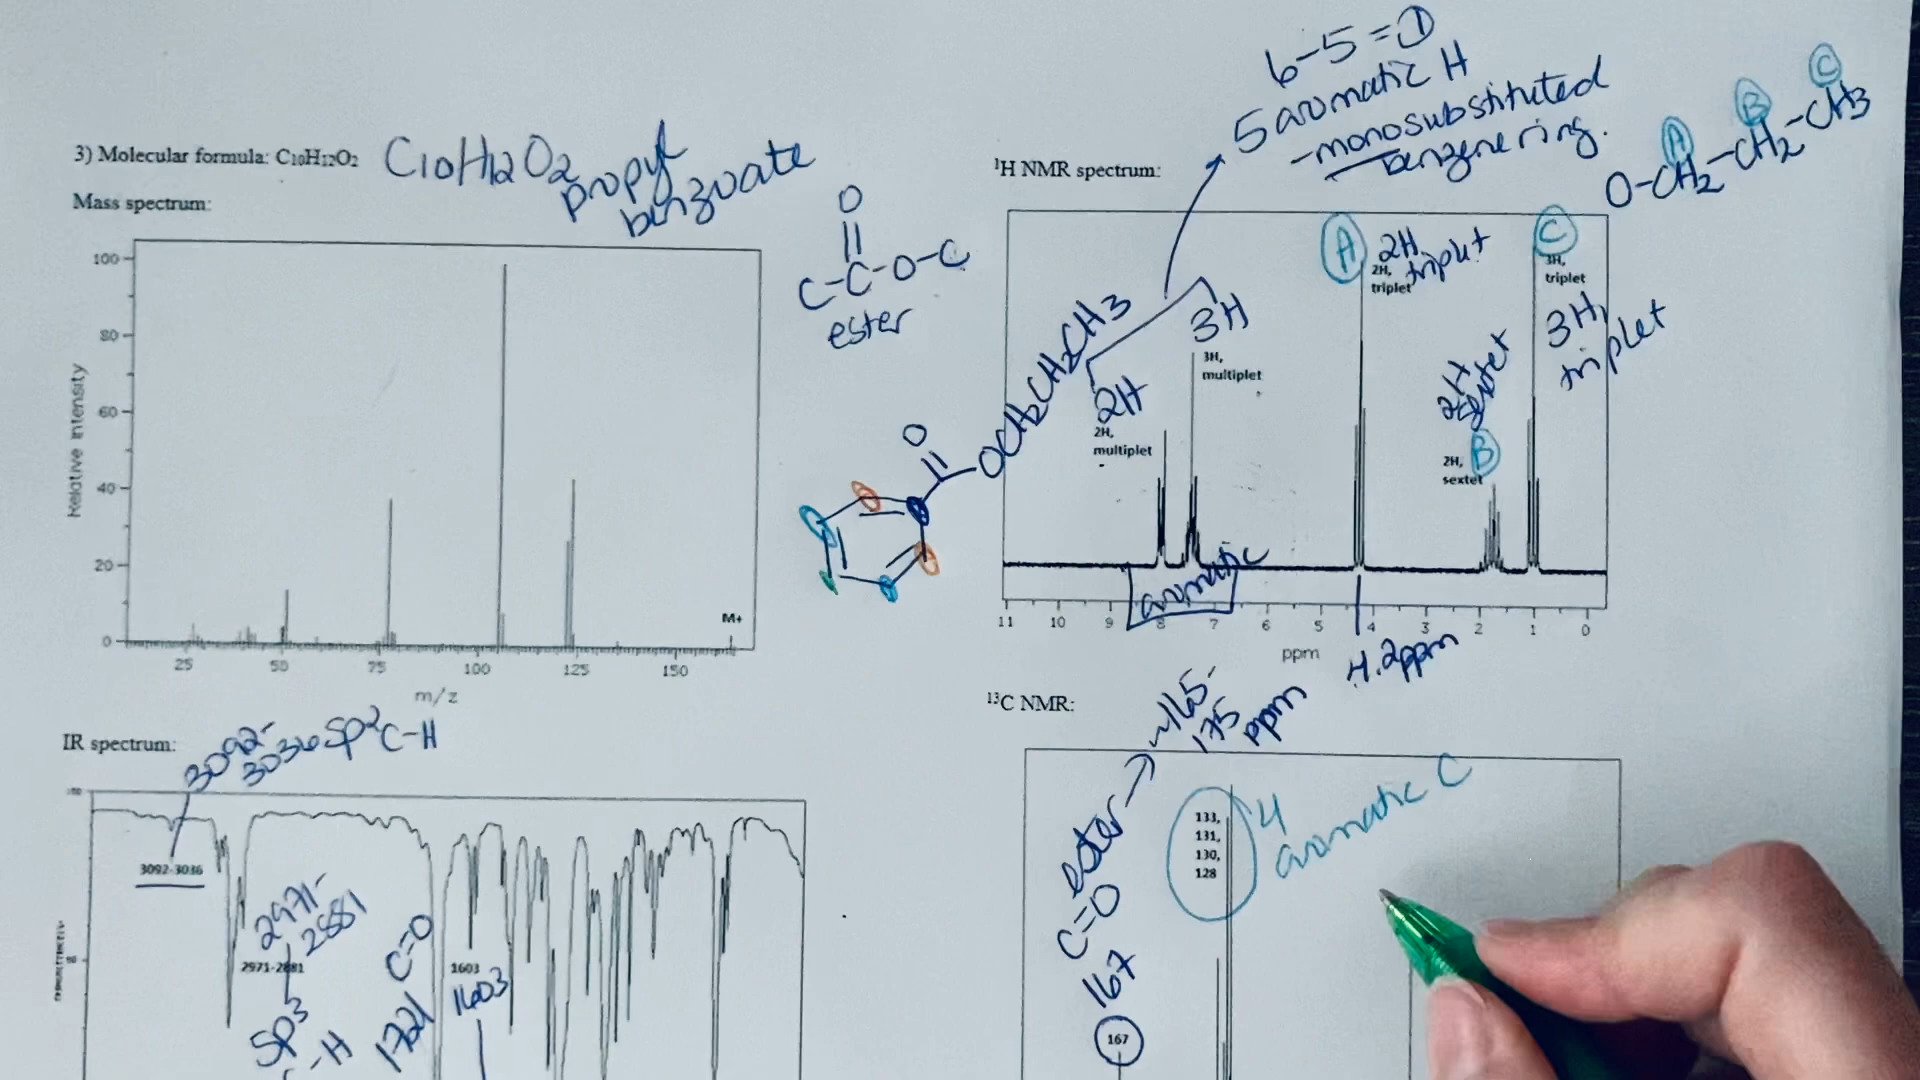 3) Molecular formula: C₁₀H₁₂O₂
C10H12O2
propyl
benzoate
Mass spectrum:
100
80
60
40
20
0
Relative Intensity
25
50
75
100
125
150
m/z
M+
O
C-C-O-C
ester
O
OCH2CH2CH3
6-5=1
5 aromatic H
-monosubstituted
benzene ring.
¹H NMR spectrum:
O-CH2-CH2-CH3
A
B
C
A
2H
triplet
2H,
triplet
C
3H,
triplet
3H,
triplet
3H
3H,
multiplet
2H
2H,
multiplet
2H
sextet
B
2H,
sextet
aromatic
11
10
9
8
7
6
5
4
3
2
1
0
ppm
4.2ppm
¹³C NMR:
~165-
175
ppm
ester
C=O
167
167
133,
131,
130,
128
4
aromatic C
IR spectrum:
3092-
3036 sp2 C-H
3092-3036
2971-
2881
2971-2881
sp3
-H
C=O
1721
1603
1603